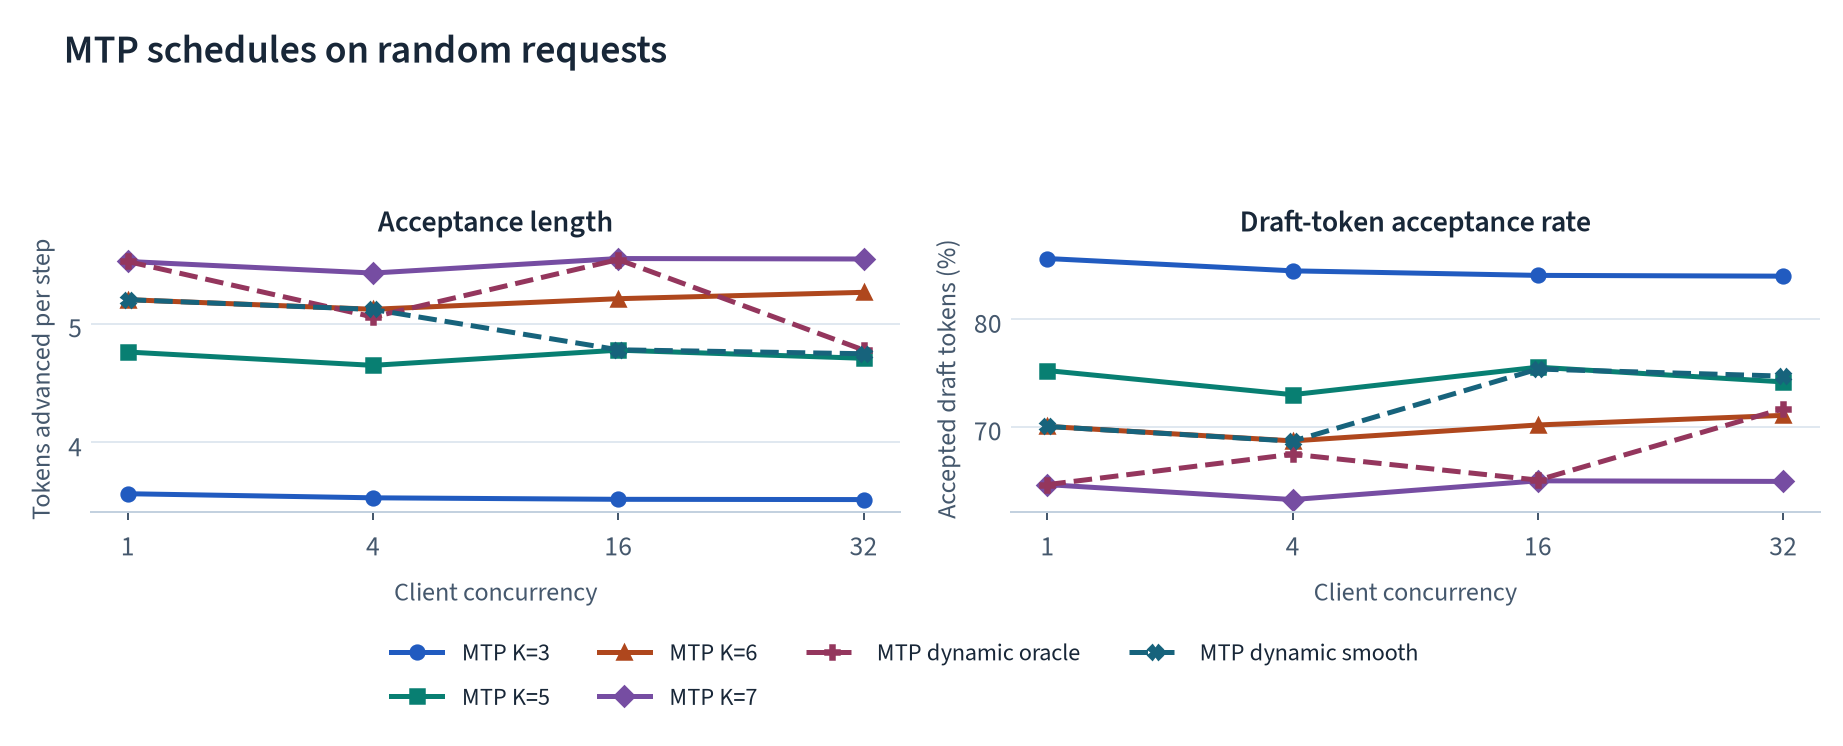 MTP schedules on random requests
Acceptance length
Tokens advanced per step
5
4
1 4 16 32
Client concurrency
Draft-token acceptance rate
Accepted draft tokens (%)
80
70
1 4 16 32
Client concurrency
MTP K=3 MTP K=6 MTP dynamic oracle MTP dynamic smooth
MTP K=5 MTP K=7